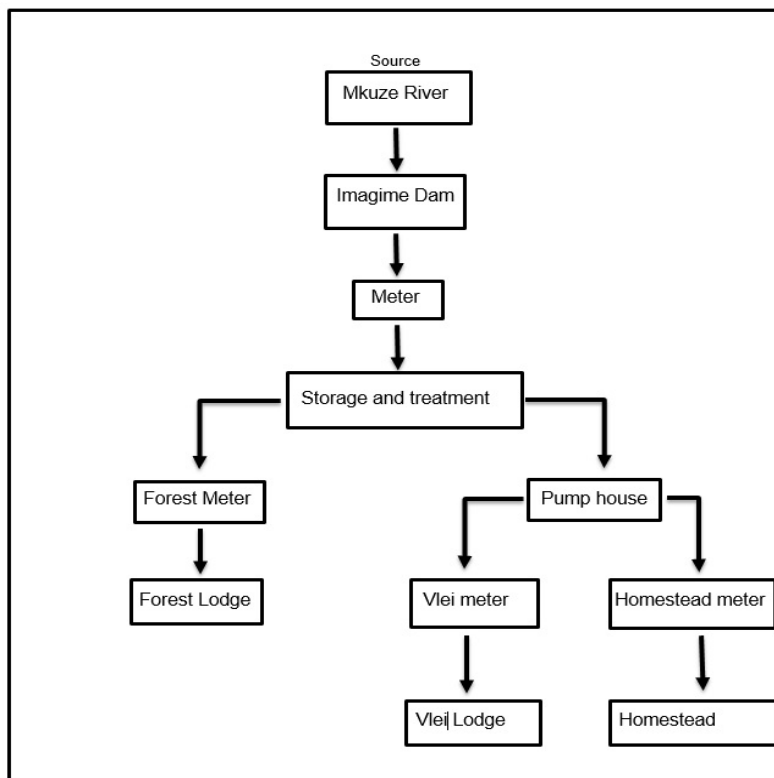 Source
Mkuze River
Imagime Dam
Meter
Storage and treatment
Forest Meter
Pump house
Forest Lodge
Vlei meter
Homestead meter
Vlei Lodge
Homestead